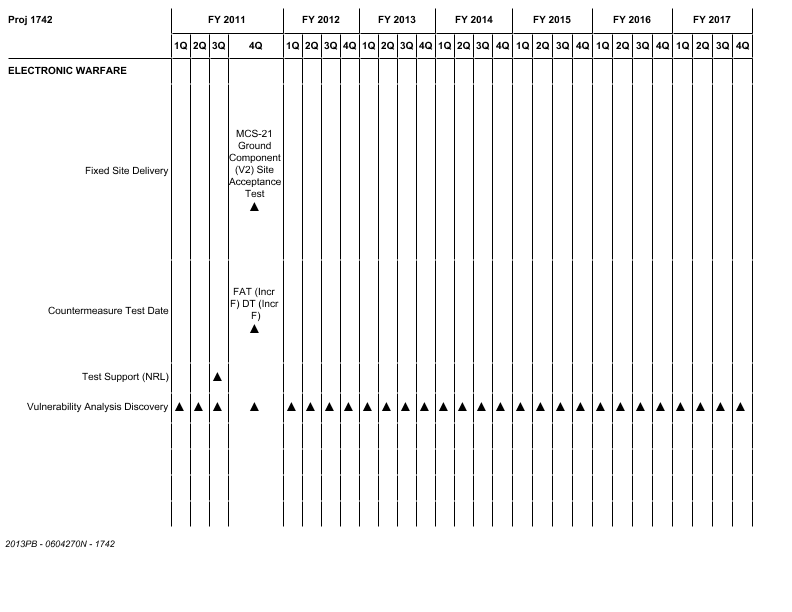 Proj 1742 FY 2011 FY 2012 FY 2013 FY 2014 FY 2015 FY 2016 FY 2017
1Q 2Q 3Q 4Q 1Q 2Q 3Q 4Q 1Q 2Q 3Q 4Q 1Q 2Q 3Q 4Q 1Q 2Q 3Q 4Q 1Q 2Q 3Q 4Q 1Q 2Q 3Q 4Q
ELECTRONIC WARFARE
Fixed Site Delivery
MCS-21
Ground
Component
(V2) Site
Acceptance
Test
Countermeasure Test Date
FAT (Incr
F) DT (Incr
F)
Test Support (NRL)
Vulnerability Analysis Discovery
2013PB - 0604270N - 1742